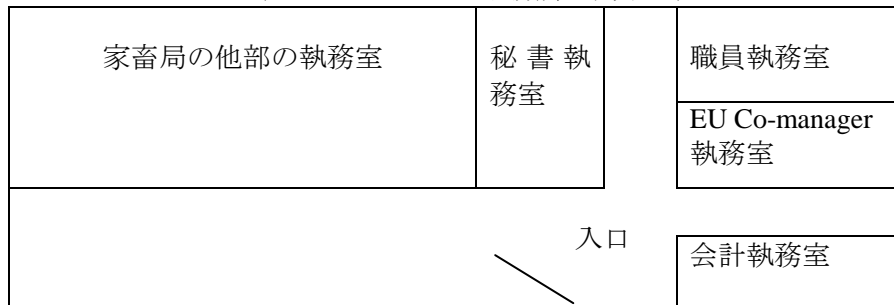 家畜局の他部の執務室
秘書執
務室
職員執務室
EU Co-manager
執務室
入口
会計執務室